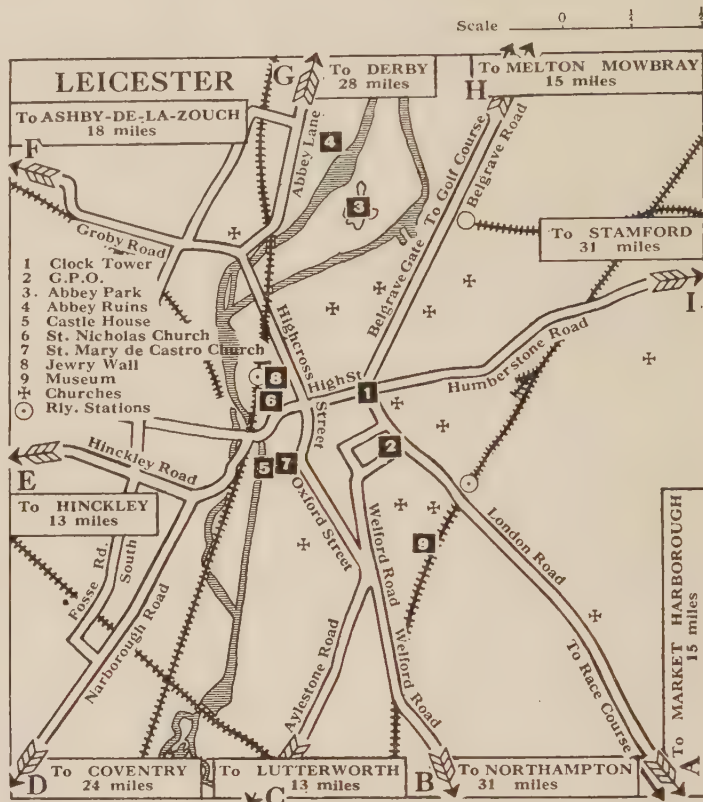 Scale
0 1
LEICESTER
G
To DERBY
28 miles
H
To MELTON MOWBRAY
15 miles
To ASHBY-DE-LA-ZOUCH
18 miles
F
Abbey Lane
4
3
To Golf Course
Belgrave Road
Belgrave Gate
Groby Road
To STAMFORD
31 miles
I
1 Clock Tower
2 G.P.O.
3. Abbey Park
4 Abbey Ruins
5 Castle House
6 St. Nicholas Church
7 St. Mary de Castro Church
8 Jewry Wall
9 Museum
Churches
Rly. Stations
Highcross
Street
High St
Humberstone Road
8
6
1
2
5
7
9
Hinckley Road
E
To HINCKLEY
13 miles
Fosse Rd.
South
Narborough Road
Oxford Street
Welford Road
London Road
Aylestone Road
Welford Road
To Race Course
To MARKET HARBOROUGH
15 miles
A
D
To COVENTRY
24 miles
To LUTTERWORTH
13 miles
C
B
To NORTHAMPTON
31 miles